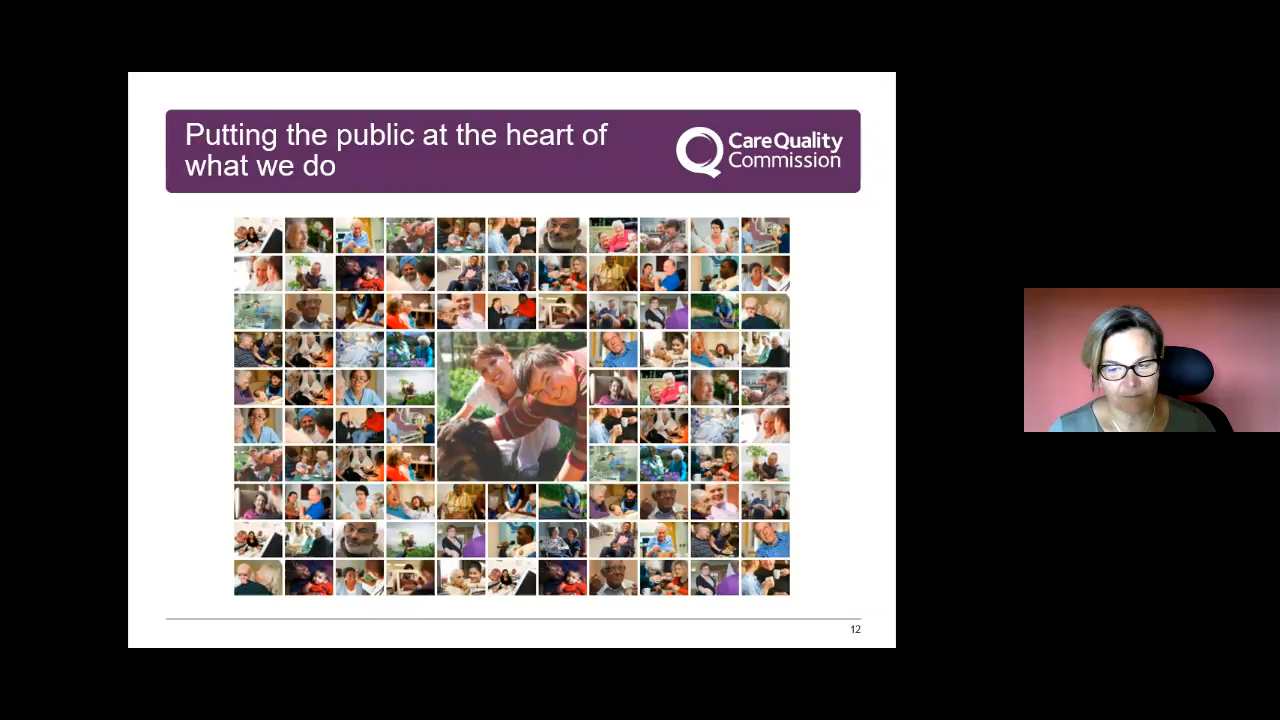 Putting the public at the heart of
what we do
CareQuality
Commission
12